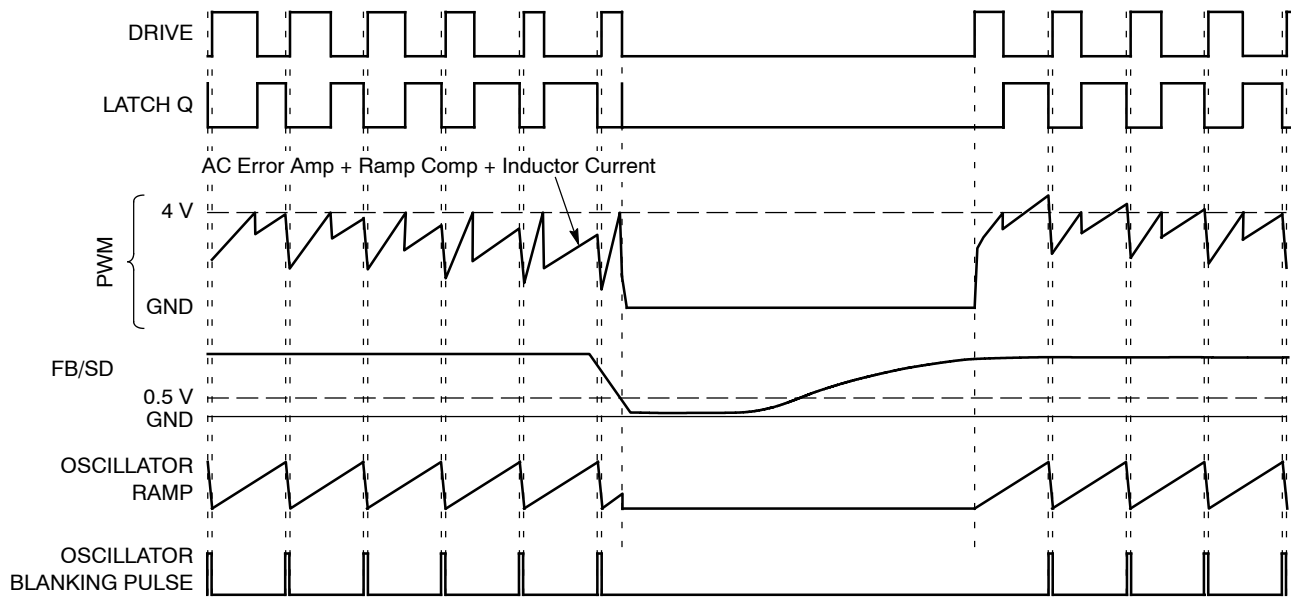 DRIVE
LATCH Q
AC Error Amp + Ramp Comp + Inductor Current
4 V
PWM
GND
FB/SD
0.5 V
GND
OSCILLATOR
RAMP
OSCILLATOR
BLANKING PULSE